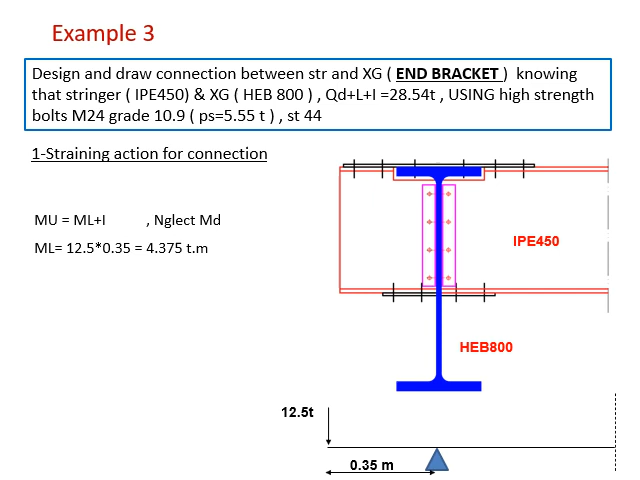 Example 3
Design and draw connection between str and XG ( END BRACKET ) knowing
that stringer ( IPE450) & XG ( HEB 800 ) , Qd+L+I =28.54t , USING high strength
bolts M24 grade 10.9 ( ps=5.55 t ) , st 44
1-Straining action for connection
MU = ML+I , Nglect Md
ML= 12.5*0.35 = 4.375 t.m
IPE450
HEB800
12.5t
0.35 m